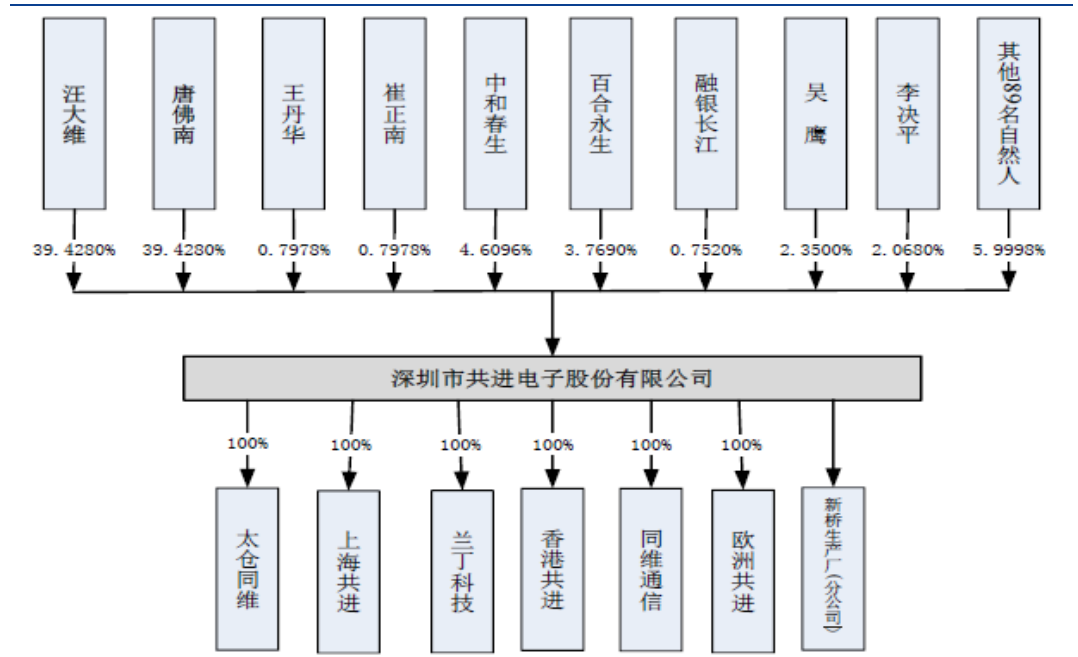 汪大维
唐佛南
王丹华
崔正南
中和春生
百合永生
融银长江
吴鹰
李决平
其他89名自然人
39.4280%
39.4280%
0.7978%
0.7978%
4.6096%
3.7690%
0.7520%
2.3500%
2.0680%
5.9998%
深圳市共进电子股份有限公司
100%
100%
100%
100%
100%
100%
太仓同维
上海共进
兰丁科技
香港共进
同维通信
欧洲共进
新桥生产厂(分公司)